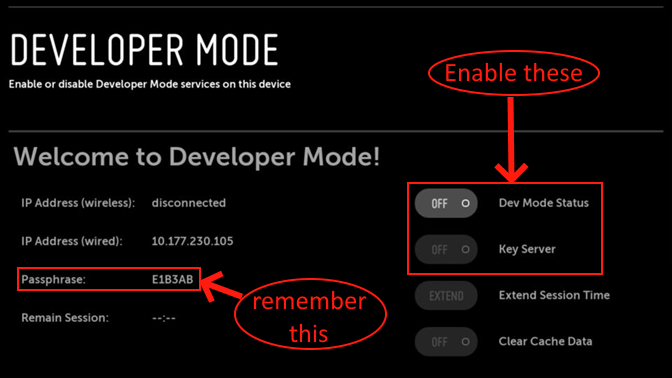 DEVELOPER MODE
Enable or disable Developer Mode services on this device
Enable these
Welcome to Developer Mode!
IP Address (wireless): disconnected
IP Address (wired): 10.177.230.105
Passphrase: E1B3AB
Remain Session: --:--
remember
this
OFF Dev Mode Status
OFF Key Server
EXTEND Extend Session Time
OFF Clear Cache Data